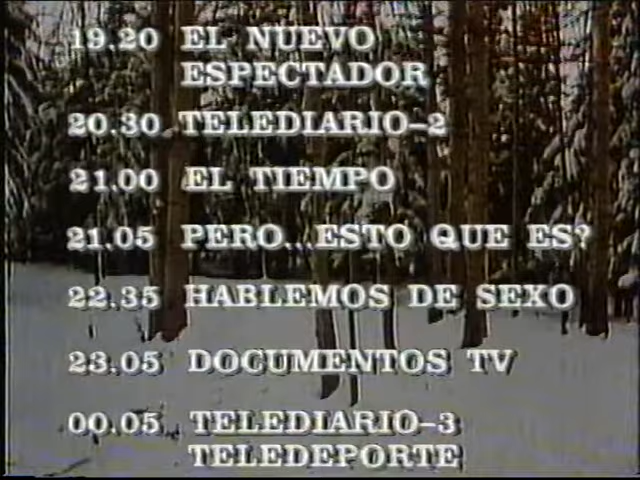 19.20 EL NUEVO
ESPECTADOR
20.30 TELEDIARIO-2
21.00 EL TIEMPO
21.05 PERO...ESTO QUE ES?
22.35 HABLEMOS DE SEXO
23.05 DOCUMENTOS TV
00.05 TELEDIARIO-3
TELEDEPORTE